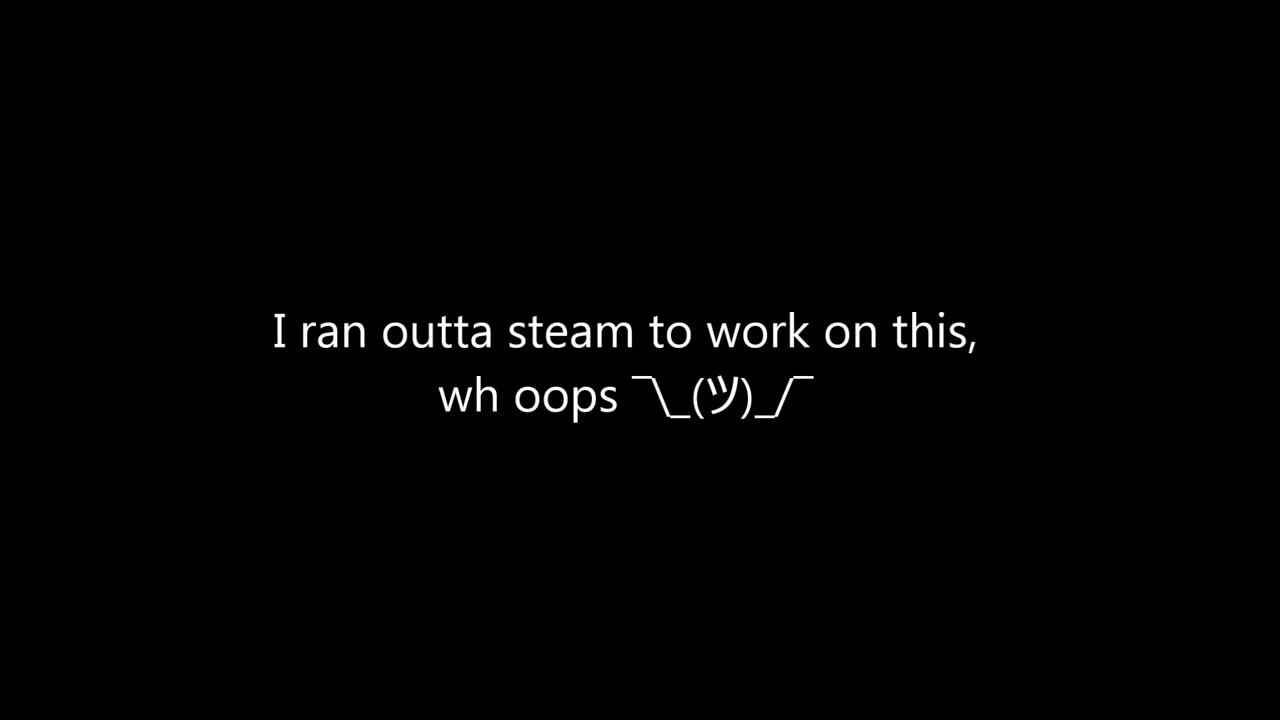 I ran outta steam to work on this,
wh oops ¯\_(ツ)_/¯